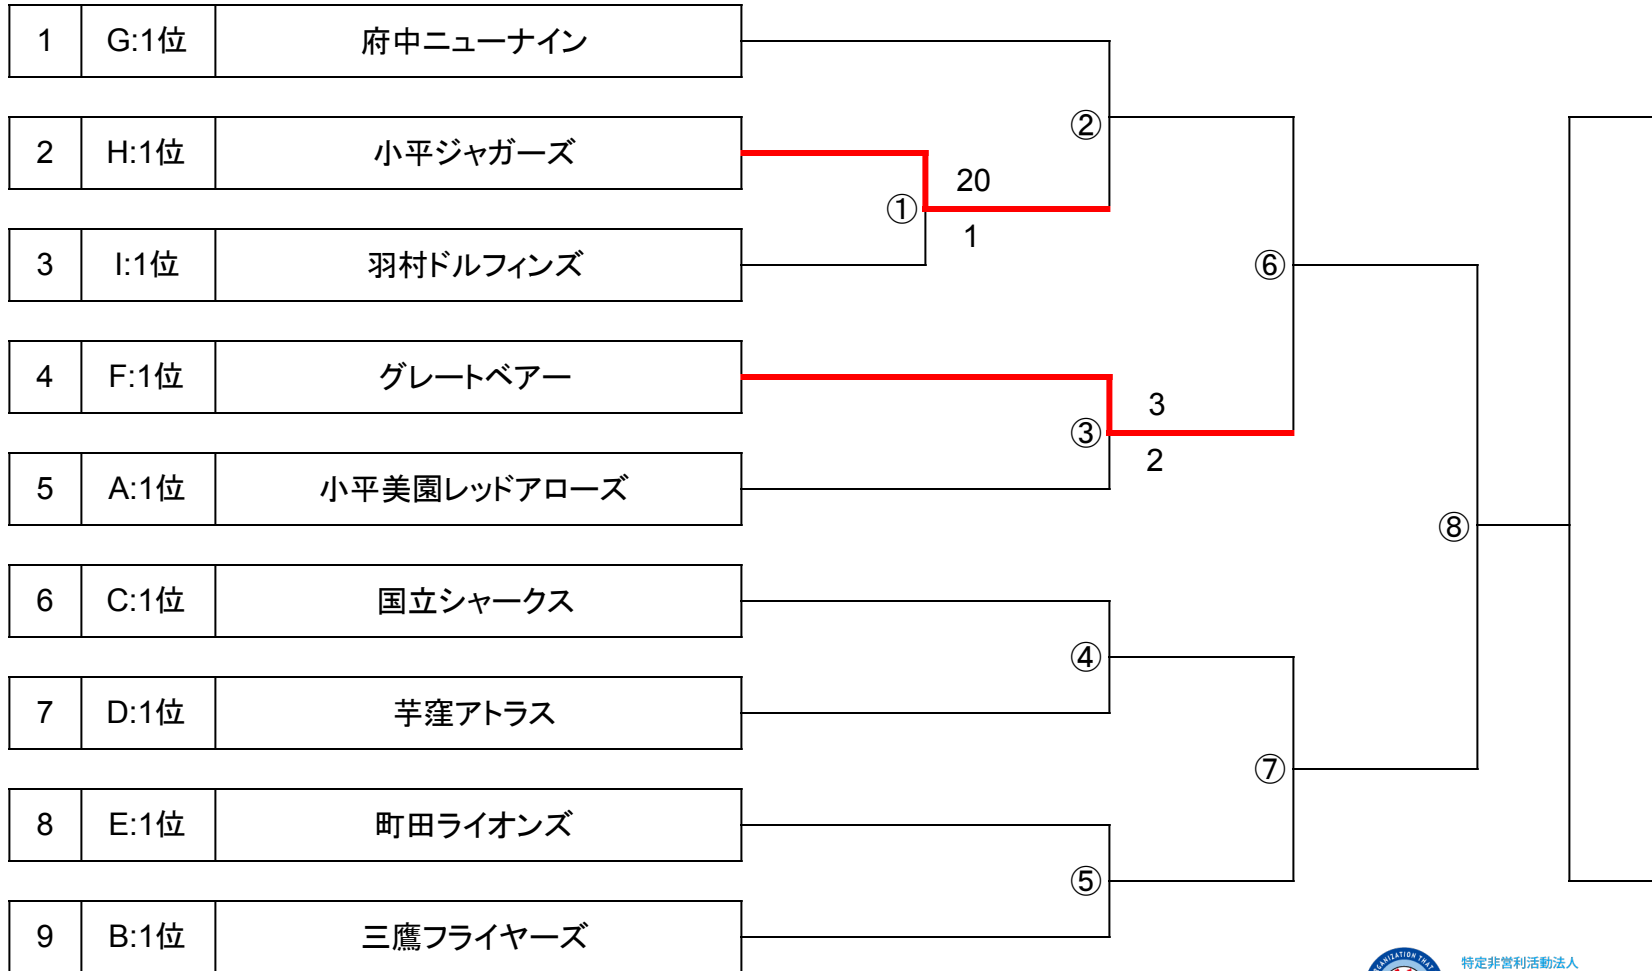 1 G:1位 府中ニューナイン
②
2 H:1位 小平ジャガーズ
20
①
1
3 I:1位 羽村ドルフィンズ
⑥
4 F:1位 グレートベアー
3
③
2
5 A:1位 小平美園レッドアローズ
⑧
6 C:1位 国立シャークス
④
7 D:1位 芋窪アトラス
⑦
8 E:1位 町田ライオンズ
⑤
9 B:1位 三鷹フライヤーズ
特定非営利活動法人